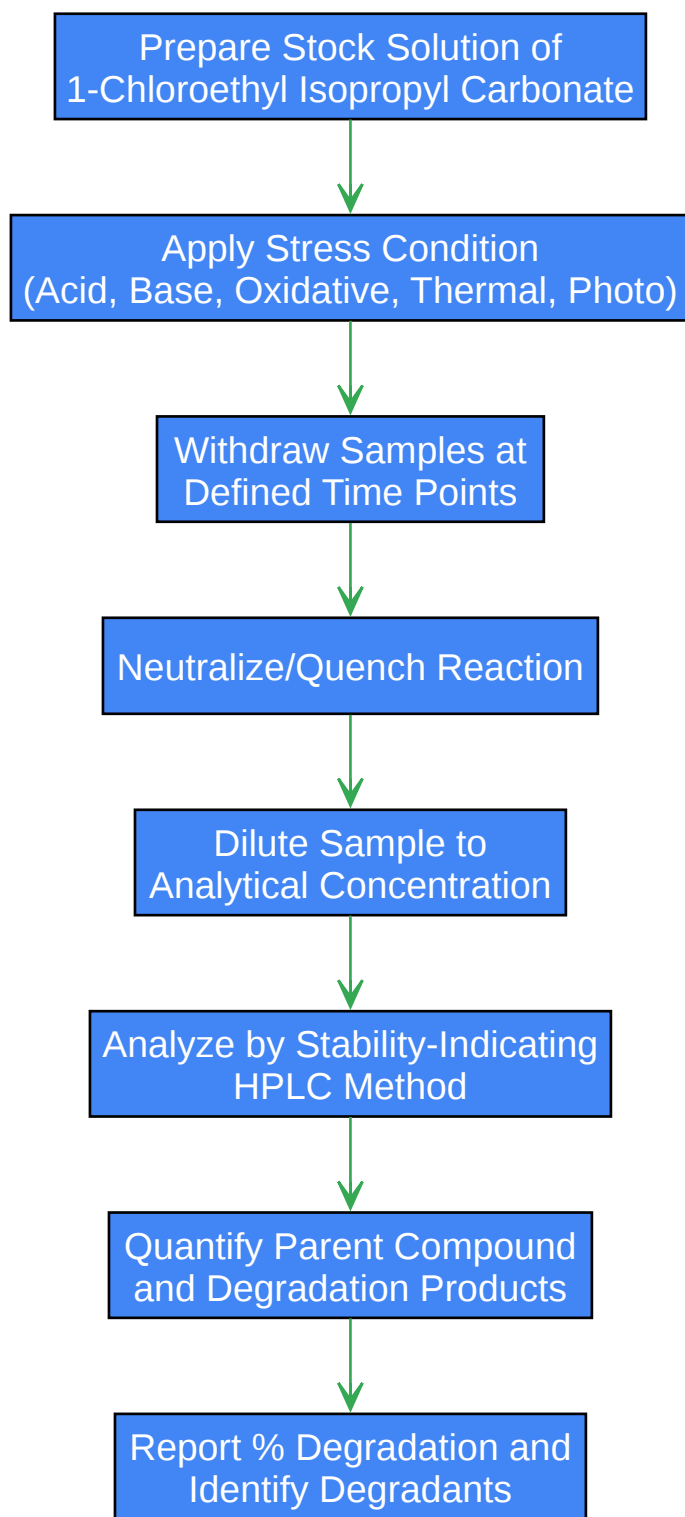 Prepare Stock Solution of
1-Chloroethyl Isopropyl Carbonate
Apply Stress Condition
(Acid, Base, Oxidative, Thermal, Photo)
Withdraw Samples at
Defined Time Points
Neutralize/Quench Reaction
Dilute Sample to
Analytical Concentration
Analyze by Stability-Indicating
HPLC Method
Quantify Parent Compound
and Degradation Products
Report % Degradation and
Identify Degradants